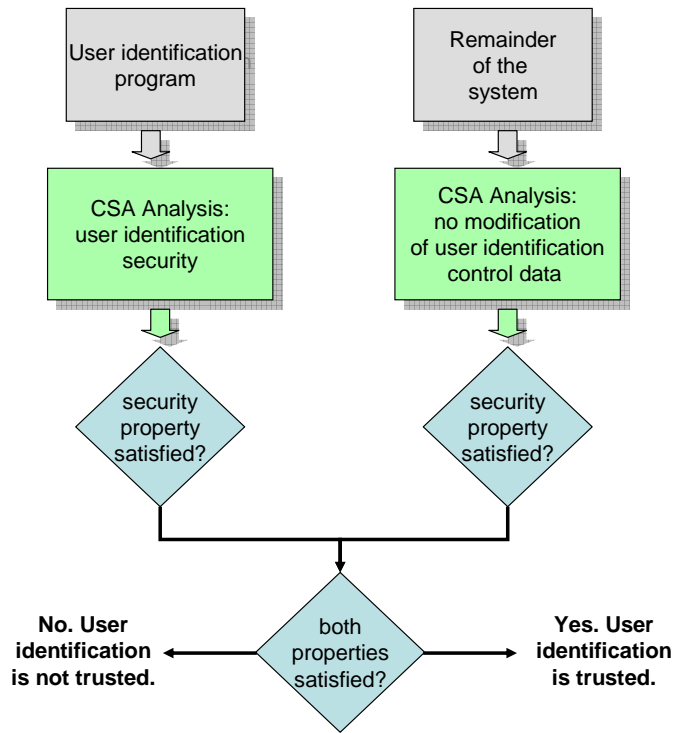 User identification
program
Remainder
of the
system
CSA Analysis:
user identification
security
CSA Analysis:
no modification
of user identification
control data
security
property
satisfied?
security
property
satisfied?
both
properties
satisfied?
No. User
identification
is not trusted.
Yes. User
identification
is trusted.